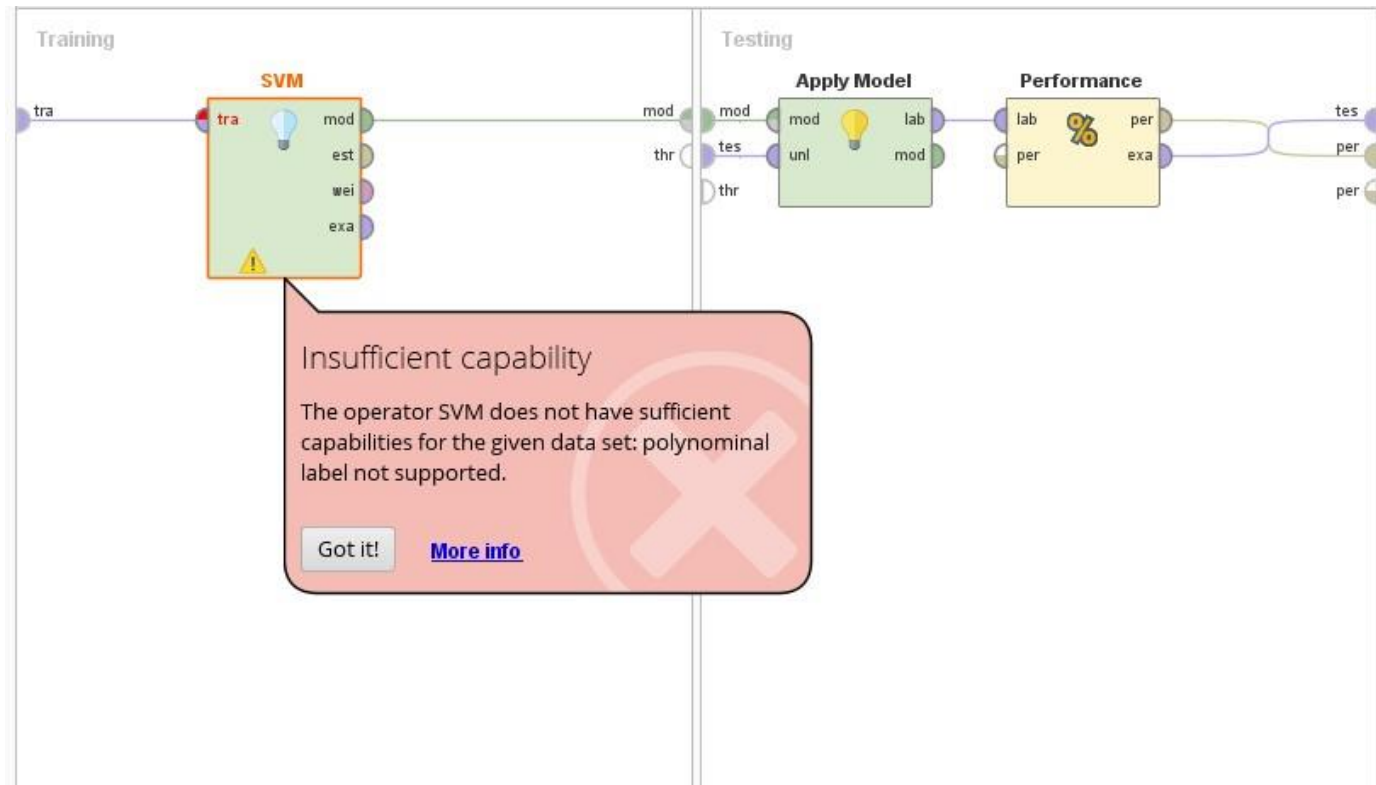 Training
Testing
SVM
Apply Model
Performance
tra
tra
mod
mod
mod
mod
lab
lab
per
tes
est
thr
tes
unl
mod
per
exa
per
wei
thr
per
exa
Insufficient capability
The operator SVM does not have sufficient
capabilities for the given data set: polynominal
label not supported.
Got it!
More info